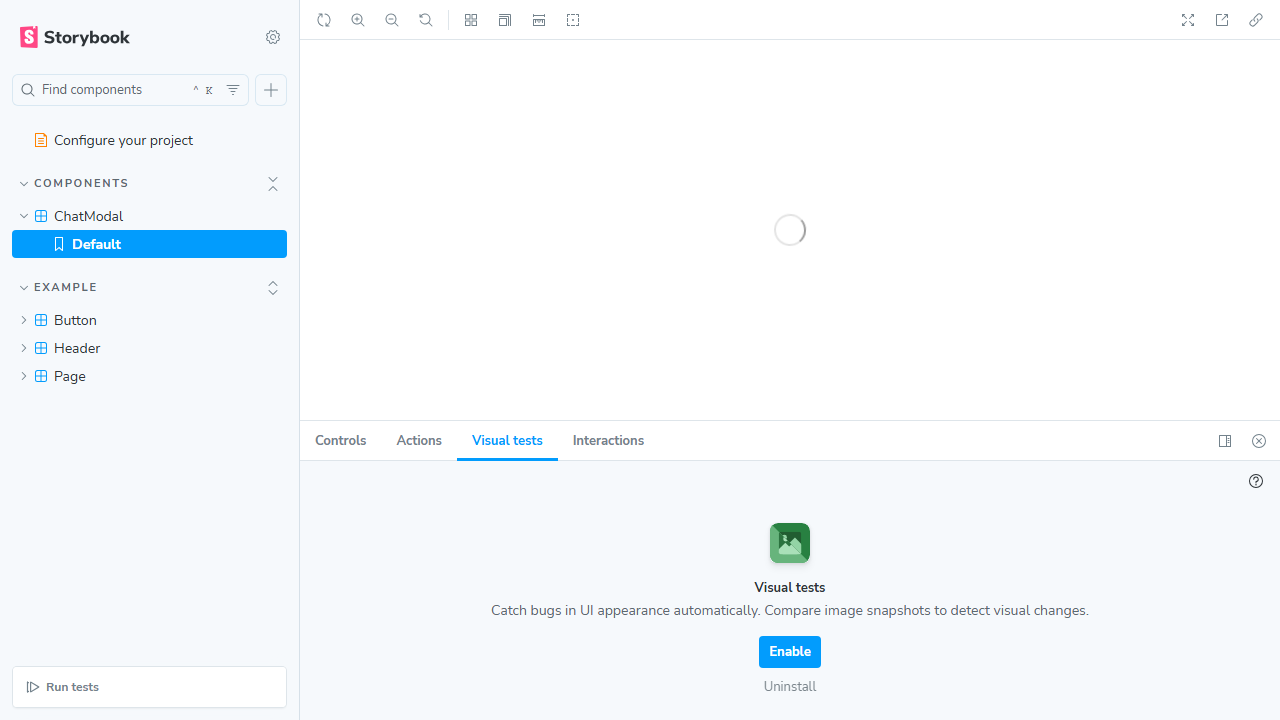 Storybook
Find components
^ K
Configure your project
COMPONENTS
ChatModal
Default
EXAMPLE
Button
Header
Page
Run tests
Controls
Actions
Visual tests
Interactions
Visual tests
Catch bugs in UI appearance automatically. Compare image snapshots to detect visual changes.
Enable
Uninstall